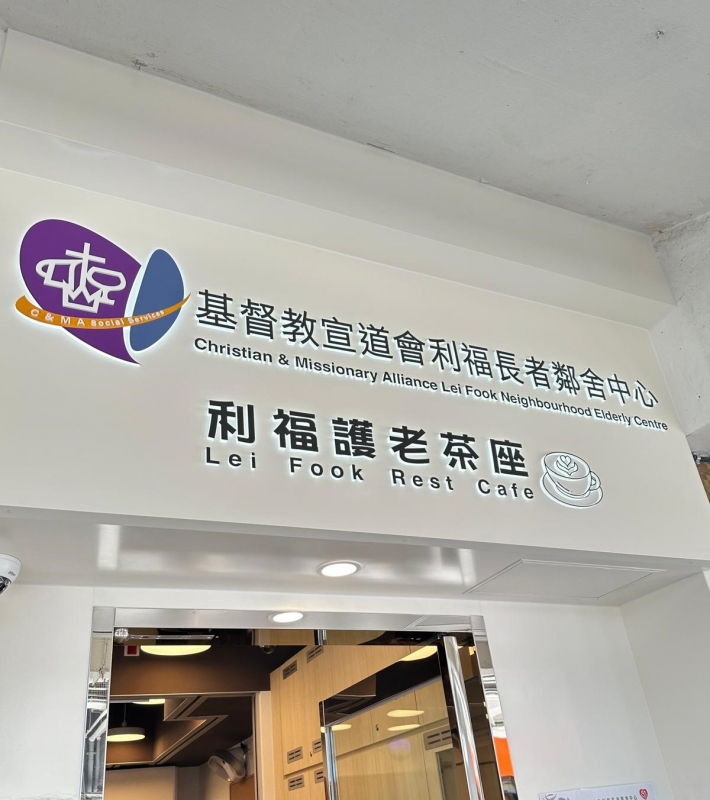 C & M A Social Services
基督教宣道會利福長者鄰舍中心
Christian & Missionary Alliance Lei Fook Neighbourhood Elderly Centre
利福護老茶座
Lei Fook Rest Cafe